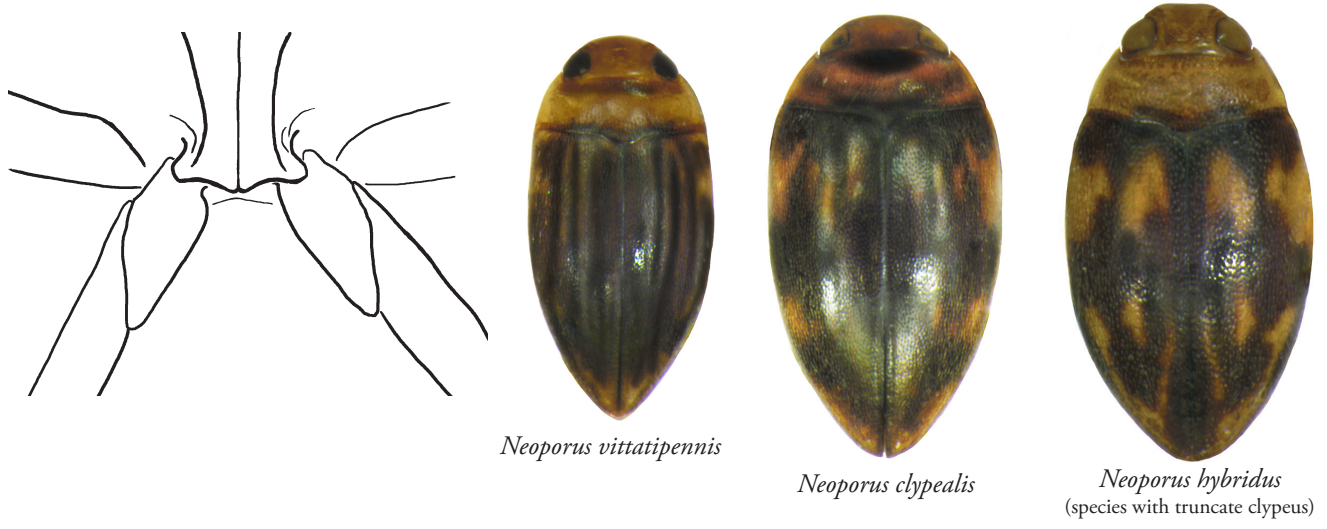 Neoporus vittatipennis
Neoporus clypealis
Neoporus hybridus
(species with truncate clypeus)